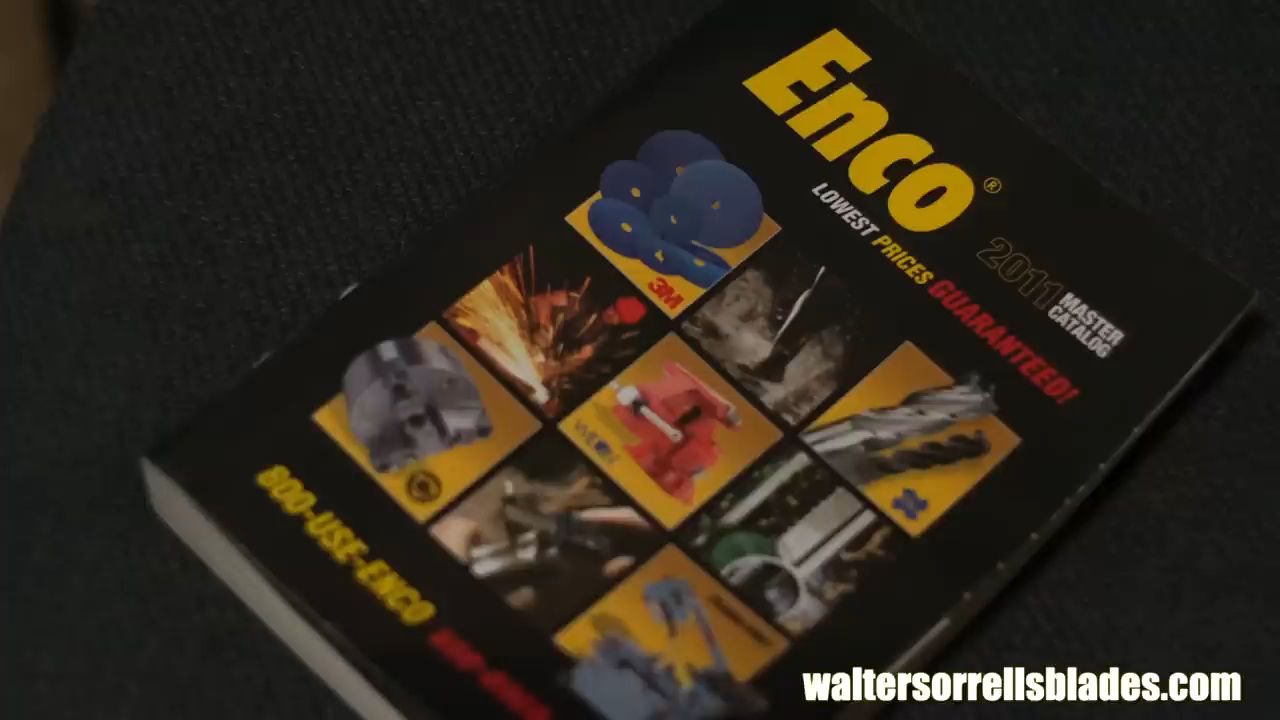 Enco®
LOWEST PRICES GUARANTEED!
2011 MASTER
CATALOG
3M
800-USE-ENCO
waltersorrellsblades.com